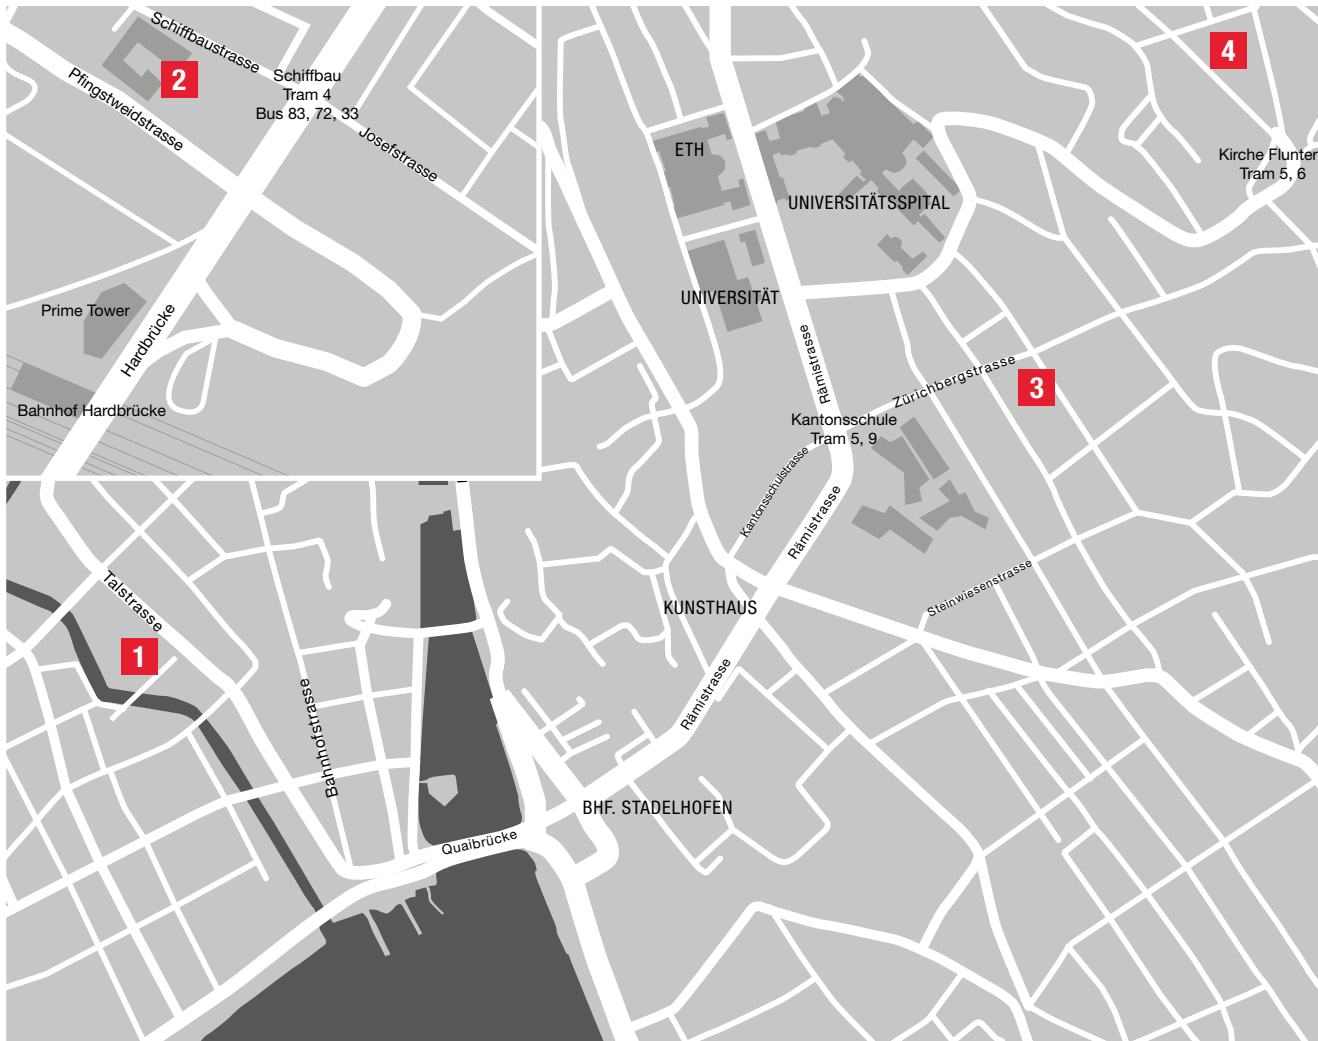 Schiffbaustrasse
2
Pfingstweidstrasse
Schiffbau
Tram 4
Bus 83, 72, 33
Josefstrasse
Prime Tower
Hardbrücke
Bahnhof Hardbrücke
4
Kirche Flunter
Tram 5, 6
ETH
UNIVERSITÄTSSPITAL
UNIVERSITÄT
Rämistrasse
Zürichbergstrasse
3
Kantonsschule
Tram 5, 9
Kantonsschulstrasse
Rämistrasse
Steinwiesenstrasse
KUNSTHAUS
Talstrasse
1
Rämistrasse
Bahnhofstrasse
BHF. STADELHOFEN
Quaibrücke